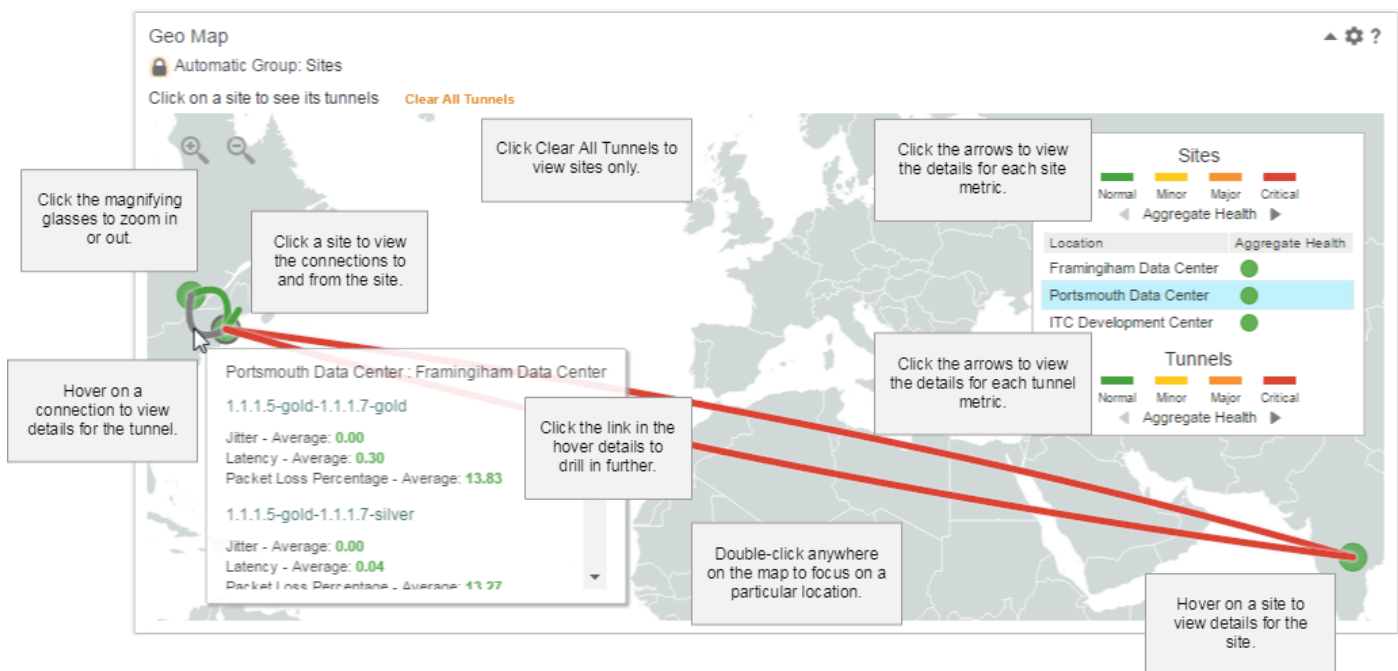 Geo Map
?
Automatic Group: Sites
Click on a site to see its tunnels Clear All Tunnels
Click Clear All Tunnels to
view sites only.
Click the arrows to view
the details for each site
metric.
Sites
Normal Minor Major Critical
Aggregate Health
Location Aggregate Health
Framingiham Data Center
Portsmouth Data Center
ITC Development Center
Tunnels
Normal Minor Major Critical
Aggregate Health
Click the magnifying
glasses to zoom in
or out.
Click a site to view
the connections to
and from the site.
Click the arrows to view
the details for each tunnel
metric.
Hover on a
connection to view
details for the tunnel.
Portsmouth Data Center : Framingiham Data Center
1.1.1.5-gold-1.1.1.7-gold
Jitter - Average: 0.00
Latency - Average: 0.30
Packet Loss Percentage - Average: 13.83
1.1.1.5-gold-1.1.1.7-silver
Jitter - Average: 0.00
Latency - Average: 0.04
Packet Loss Percentage - Average: 13.27
Click the link in the
hover details to
drill in further.
Double-click anywhere
on the map to focus on a
particular location.
Hover on a site to
view details for the
site.